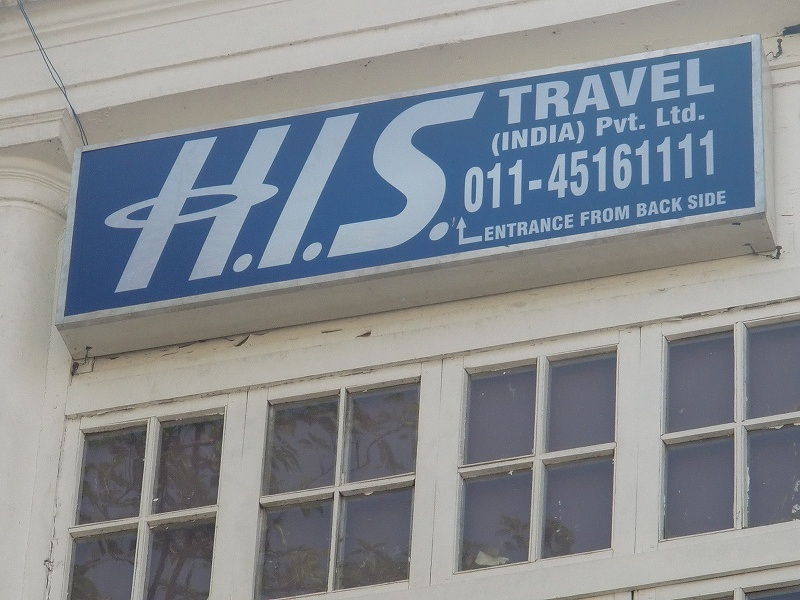 H.I.S.
TRAVEL
(INDIA) Pvt. Ltd.
011-45161111
ENTRANCE FROM BACK SIDE